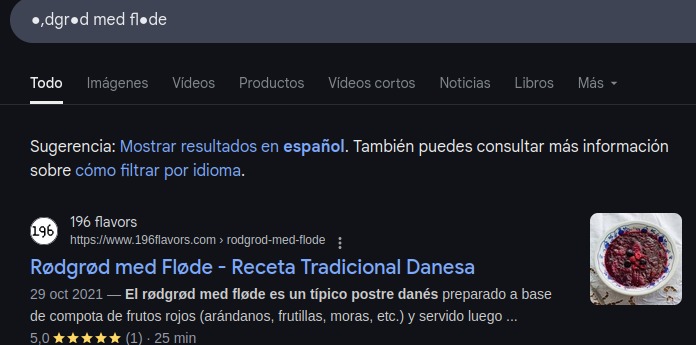 ●,dgr●d med fl●de
Todo Imágenes Vídeos Productos Vídeos cortos Noticias Libros Más
Sugerencia: Mostrar resultados en español. También puedes consultar más información
sobre cómo filtrar por idioma.
196
196 flavors
https://www.196flavors.com › rodgrod-med-flode
Rødgrød med Fløde - Receta Tradicional Danesa
29 oct 2021 — El rødgrød med fløde es un típico postre danés preparado a base
de compota de frutos rojos (arándanos, frutillas, moras, etc.) y servido luego ...
5,0 ★★★★★ (1) · 25 min